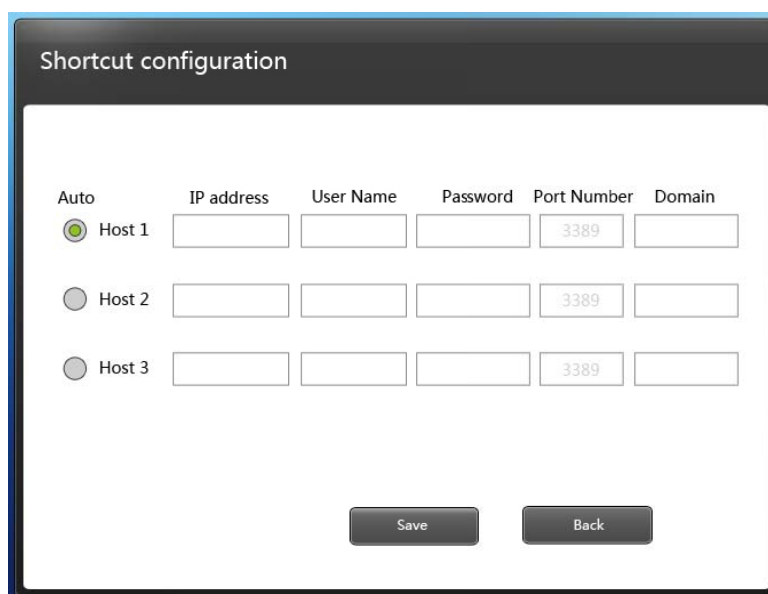 Shortcut configuration
Auto IP address User Name Password Port Number Domain
Host 1 3389
Host 2 3389
Host 3 3389
Save Back